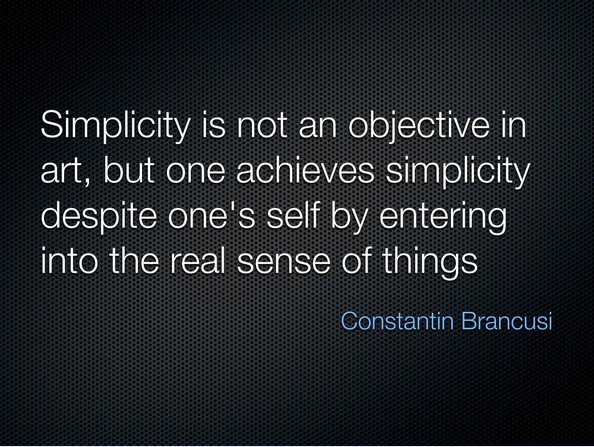 Simplicity is not an objective in
art, but one achieves simplicity
despite one's self by entering
into the real sense of things
Constantin Brancusi